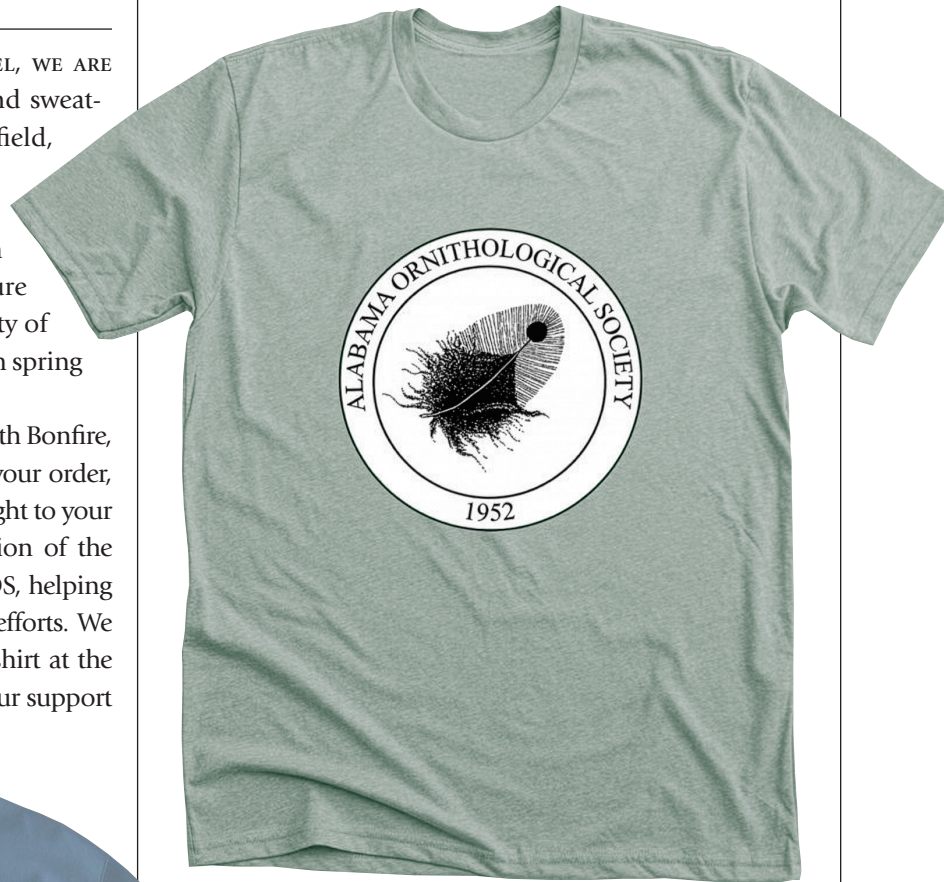 EL, WE ARE
nd sweat-
field,
ure
ty of
n spring
th Bonfire,
your order,
ght to your
ion of the
OS, helping
efforts. We
shirt at the
ur support
ALABAMA ORNITHOLOGICAL SOCIETY
1952